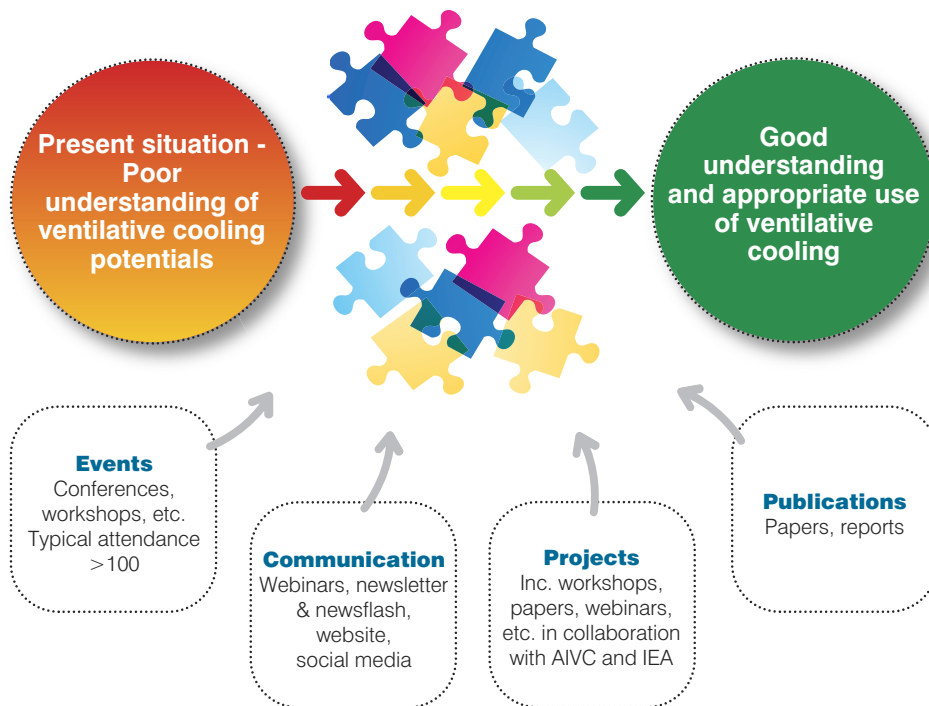 Present situation -
Poor
understanding of
ventilative cooling
potentials
Good
understanding
and appropriate use
of ventilative
cooling
Events
Conferences,
workshops, etc.
Typical attendance
>100
Communication
Webinars, newsletter
& newsflash,
website,
social media
Projects
Inc. workshops,
papers, webinars,
etc. in collaboration
with AIVC and IEA
Publications
Papers, reports